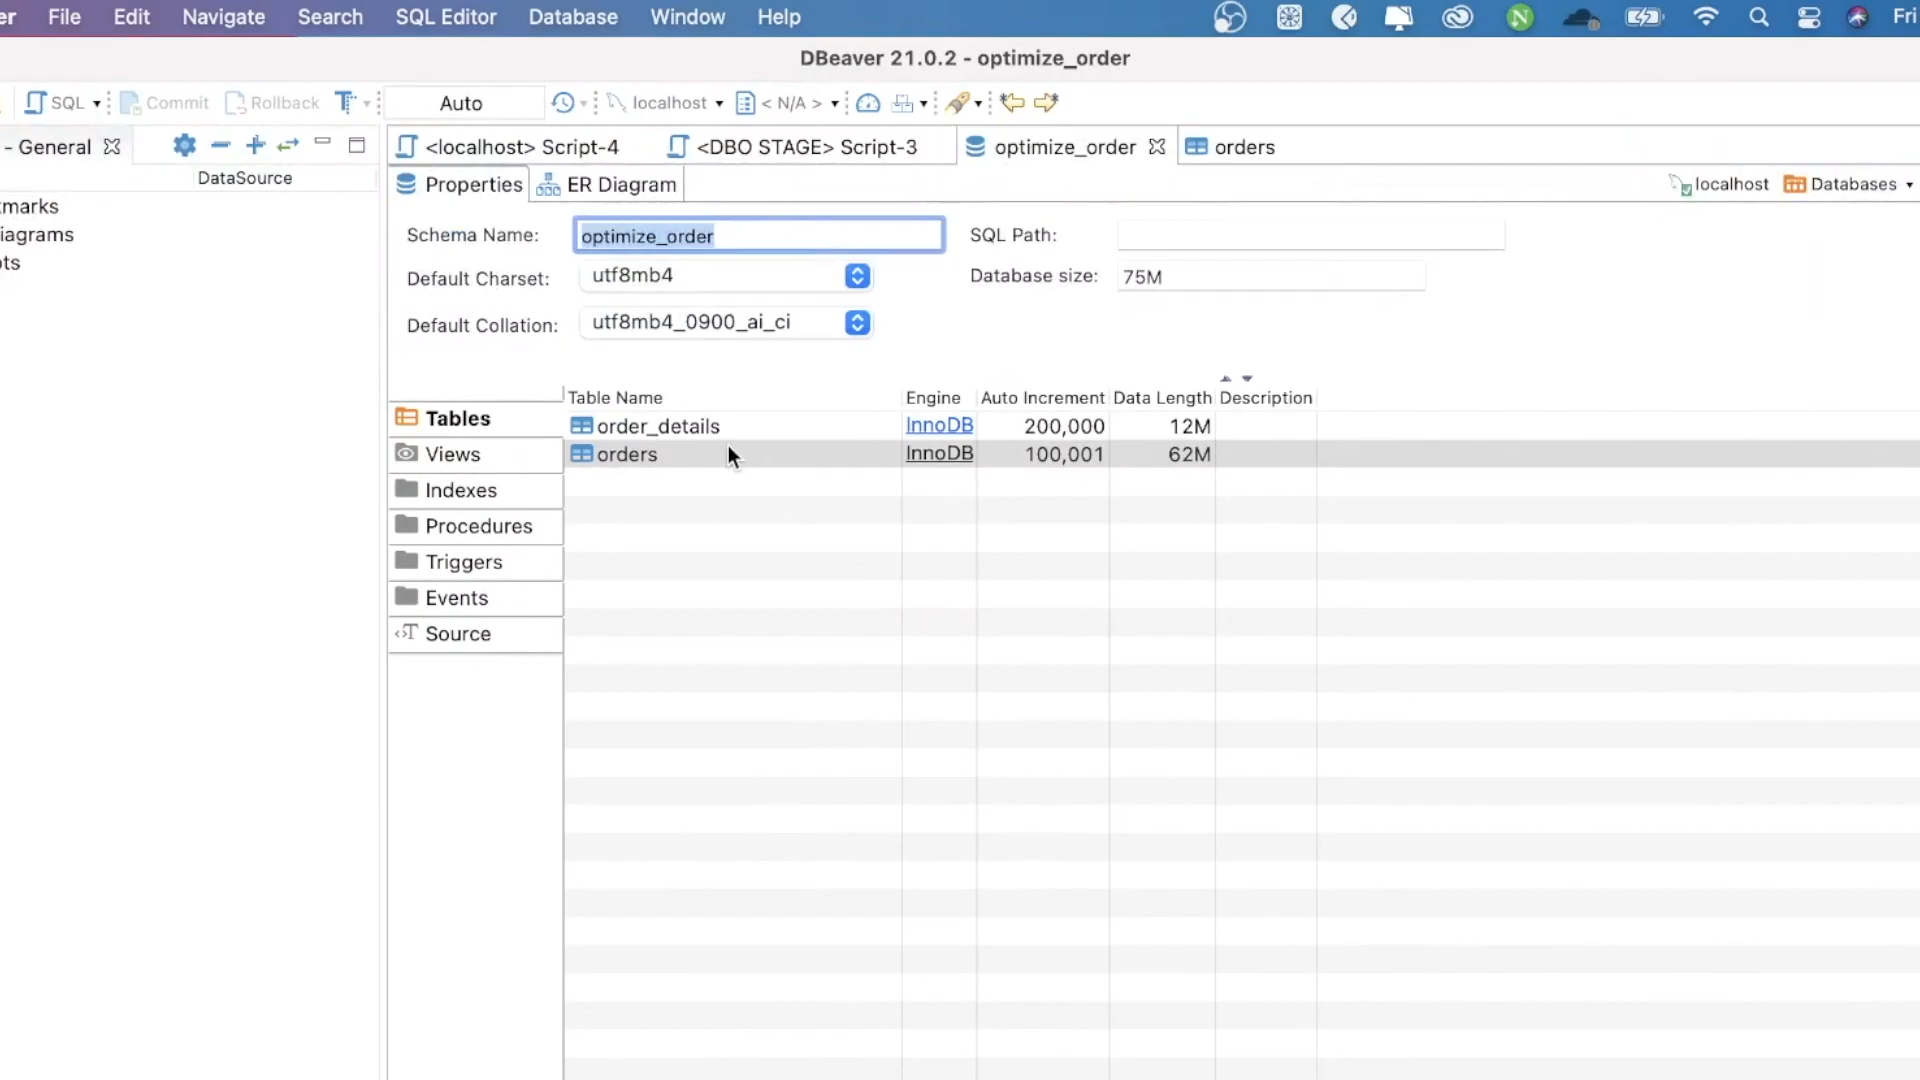 er File Edit Navigate Search SQL Editor Database Window Help Fri
DBeaver 21.0.2 - optimize_order
SQL Commit Rollback T Auto localhost < N/A >
- General <localhost> Script-4 <DBO STAGE> Script-3 optimize_order orders
DataSource
Properties ER Diagram localhost Databases
kmarks
iagrams
ts
Schema Name: optimize_order SQL Path:
Default Charset: utf8mb4 Database size: 75M
Default Collation: utf8mb4_0900_ai_ci
Table Name Engine Auto Increment Data Length Description
Tables
order_details InnoDB 200,000 12M
Views
orders InnoDB 100,001 62M
Indexes
Procedures
Triggers
Events
Source